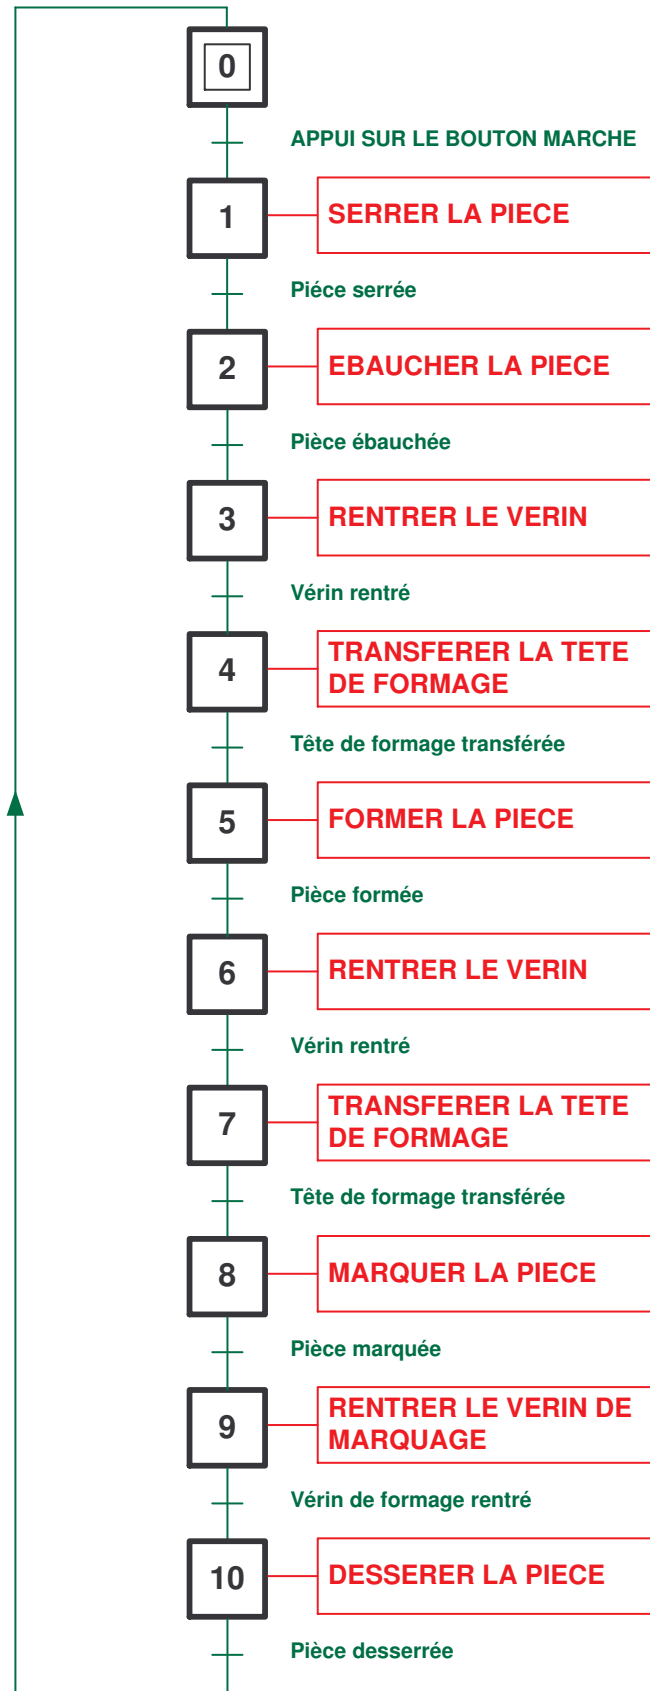 0
APPUI SUR LE BOUTON MARCHE
1
SERRER LA PIECE
Piéce serrée
2
EBAUCHER LA PIECE
Pièce ébauchée
3
RENTRER LE VERIN
Vérin rentré
4
TRANSFERER LA TETE
DE FORMAGE
Tête de formage transférée
5
FORMER LA PIECE
Pièce formée
6
RENTRER LE VERIN
Vérin rentré
7
TRANSFERER LA TETE
DE FORMAGE
Tête de formage transférée
8
MARQUER LA PIECE
Pièce marquée
9
RENTRER LE VERIN DE
MARQUAGE
Vérin de formage rentré
10
DESSERER LA PIECE
Pièce desserrée